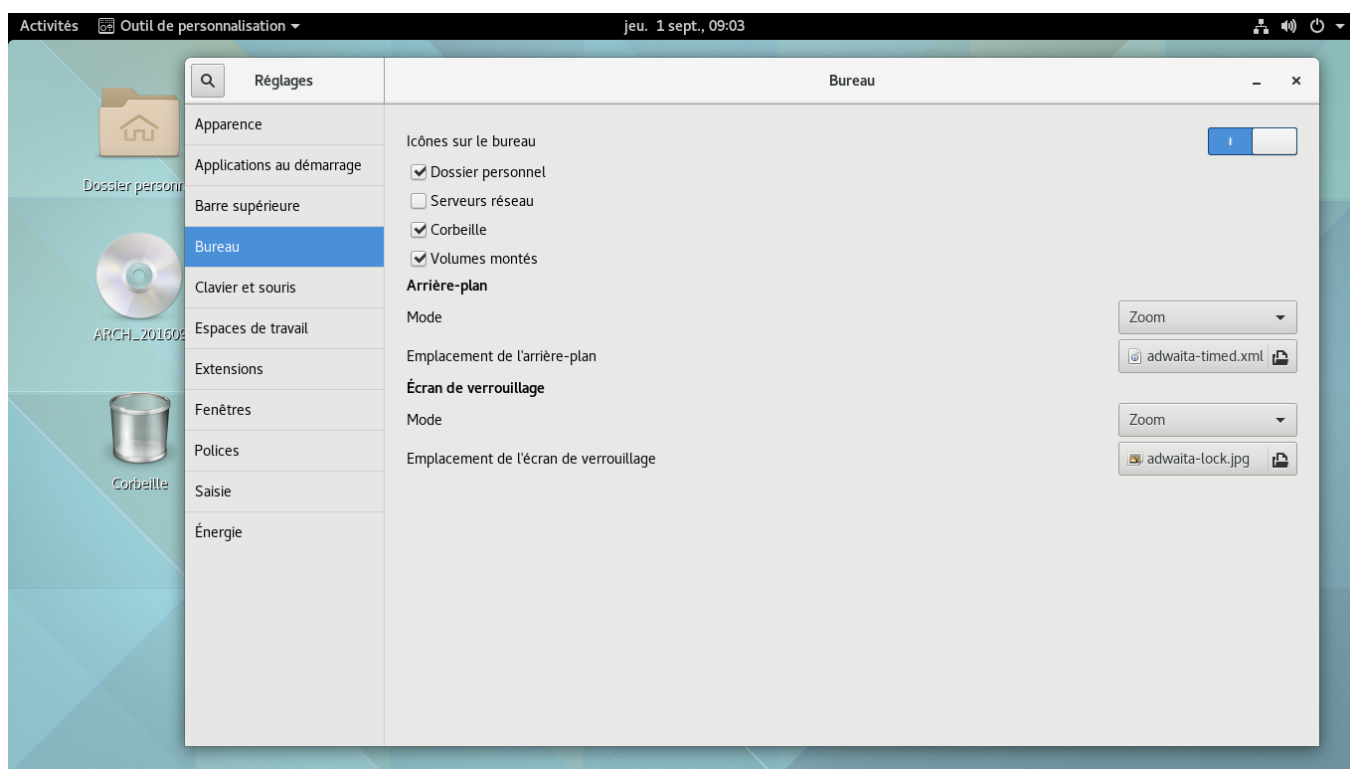 Activités Outil de personnalisation jeu. 1 sept., 09:03
Réglages Bureau
Apparence
Applications au démarrage
Barre supérieure
Bureau
Clavier et souris
Espaces de travail
Extensions
Fenêtres
Polices
Saisie
Énergie
Icônes sur le bureau
Dossier personnel
Serveurs réseau
Corbeille
Volumes montés
Arrière-plan
Mode Zoom
Emplacement de l'arrière-plan adwaita-timed.xml
Écran de verrouillage
Mode Zoom
Emplacement de l'écran de verrouillage adwaita-lock.jpg
Dossier personn
ARCH_201609
Corbeille